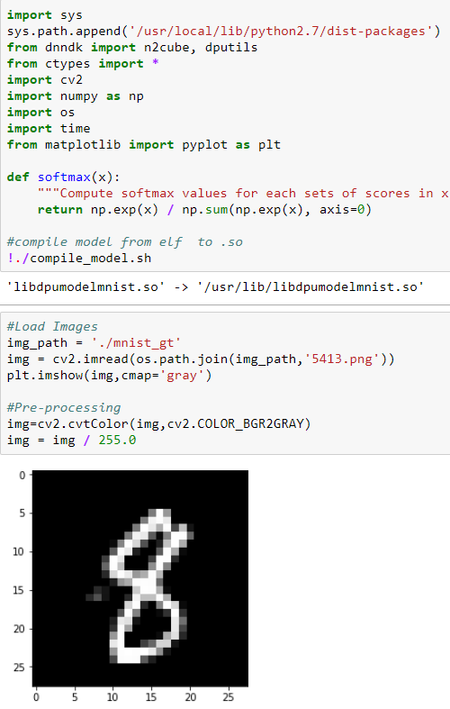 import sys
sys.path.append('/usr/local/lib/python2.7/dist-packages')
from dnndk import n2cube, dputils
from ctypes import *
import cv2
import numpy as np
import os
import time
from matplotlib import pyplot as plt
def softmax(x):
"""Compute softmax values for each sets of scores in x
return np.exp(x) / np.sum(np.exp(x), axis=0)
#compile model from elf  to .so
!./compile_model.sh
'libdpumodelmnist.so' -> '/usr/lib/libdpumodelmnist.so'
#Load Images
img_path = './mnist_gt'
img = cv2.imread(os.path.join(img_path,'5413.png'))
plt.imshow(img,cmap='gray')
#Pre-processing
img=cv2.cvtColor(img,cv2.COLOR_BGR2GRAY)
img = img / 255.0
0
5
10
15
20
25
8
0 5 10 15 20 25